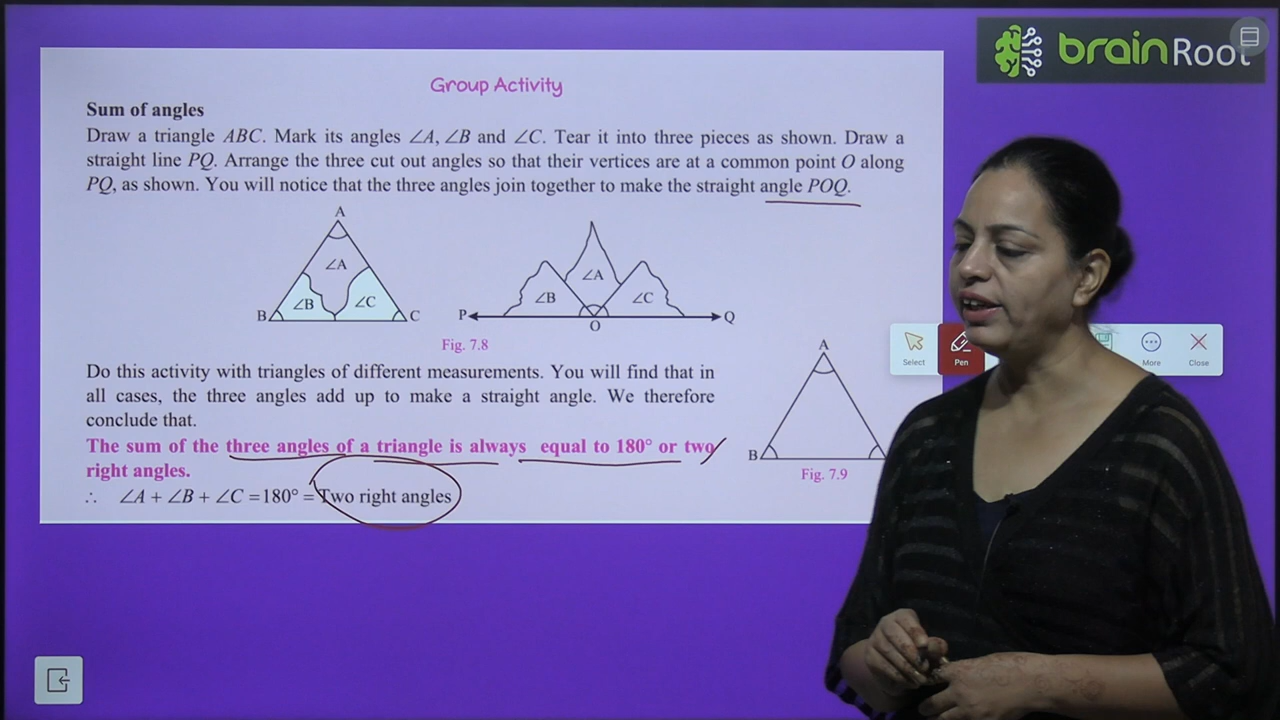 brainRoot
Group Activity
Sum of angles
Draw a triangle ABC. Mark its angles ∠A, ∠B and ∠C. Tear it into three pieces as shown. Draw a
straight line PQ. Arrange the three cut out angles so that their vertices are at a common point O along
PQ, as shown. You will notice that the three angles join together to make the straight angle POQ.
A
∠A
∠B
∠C
B
C
∠A
∠B
∠C
P
Q
O
Fig. 7.8
Do this activity with triangles of different measurements. You will find that in
all cases, the three angles add up to make a straight angle. We therefore
conclude that.
The sum of the three angles of a triangle is always equal to 180° or two
right angles.
∴ ∠A + ∠B + ∠C = 180° = Two right angles
A
B
Fig. 7.9
Select
Pen
More
Close